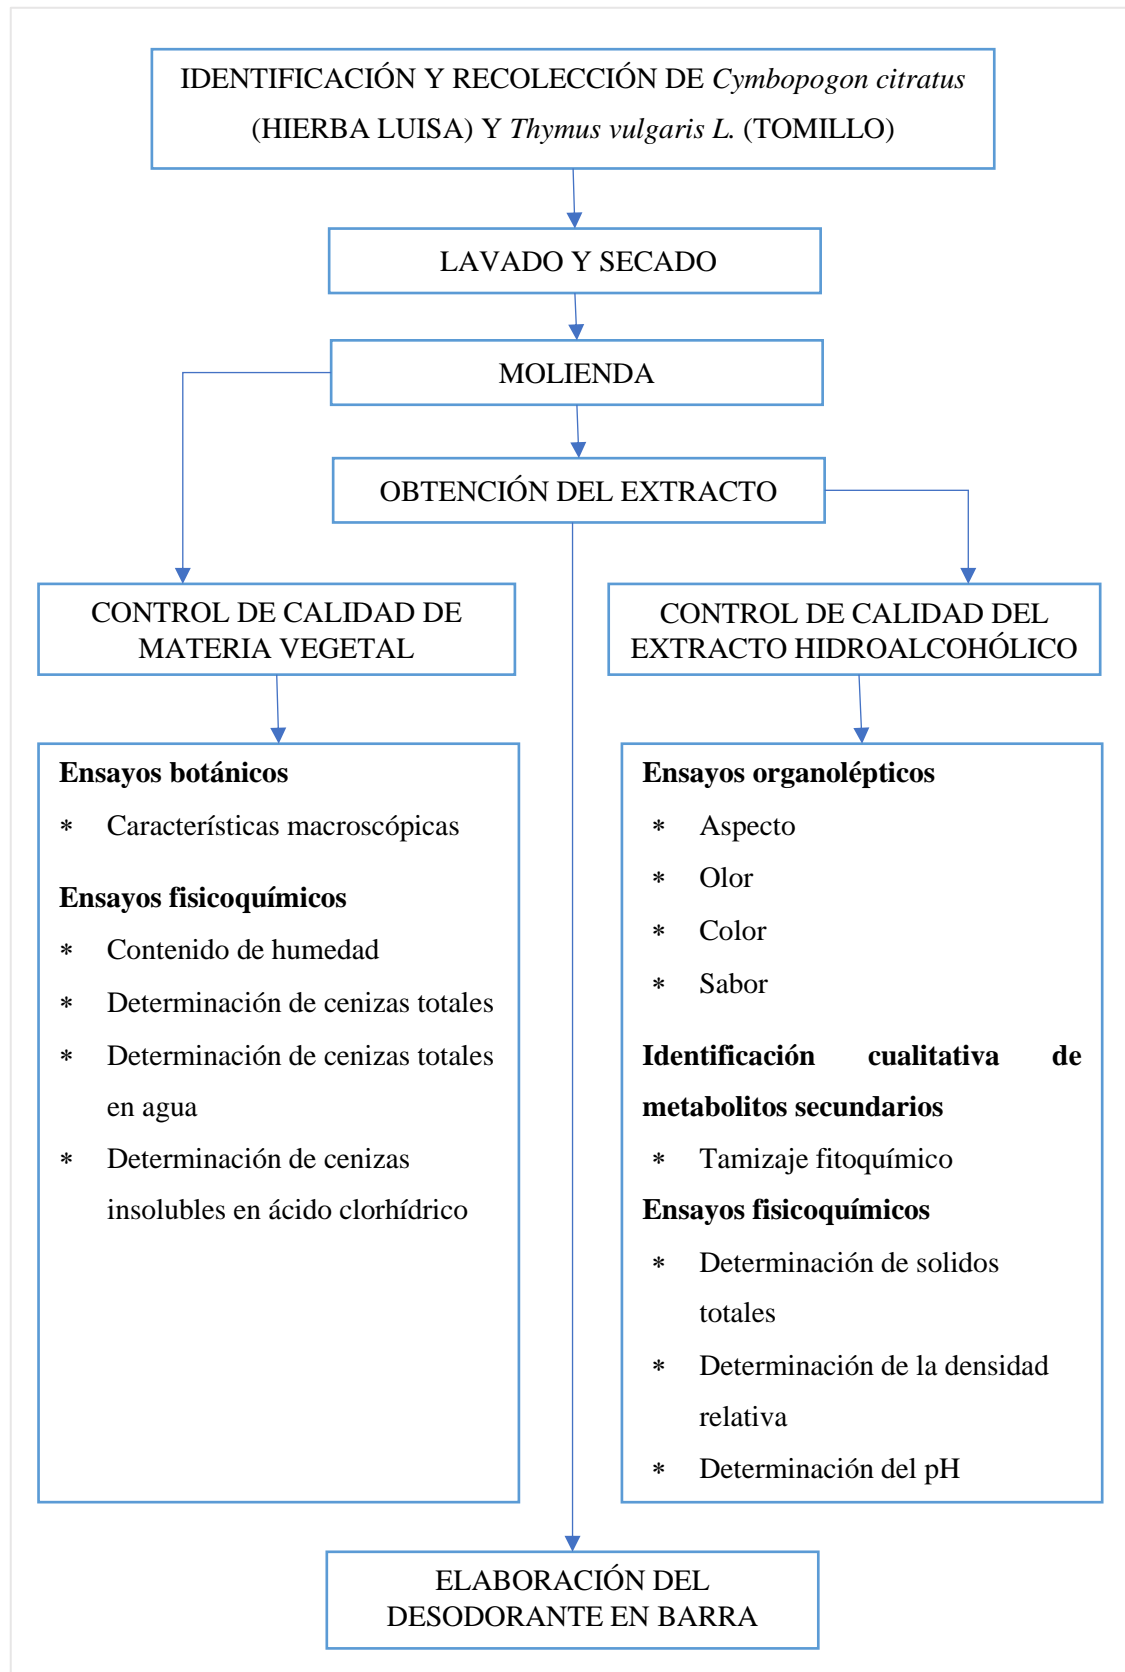 IDENTIFICACIÓN Y RECOLECCIÓN DE Cymbopogon citratus
(HIERBA LUISA) Y Thymus vulgaris L. (TOMILLO)
LAVADO Y SECADO
MOLIENDA
OBTENCIÓN DEL EXTRACTO
CONTROL DE CALIDAD DE
MATERIA VEGETAL
CONTROL DE CALIDAD DEL
EXTRACTO HIDROALCOHÓLICO
Ensayos botánicos
* Características macroscópicas
Ensayos fisicoquímicos
* Contenido de humedad
* Determinación de cenizas totales
* Determinación de cenizas totales
en agua
* Determinación de cenizas
insolubles en ácido clorhídrico
Ensayos organolépticos
* Aspecto
* Olor
* Color
* Sabor
Identificación cualitativa de
metabolitos secundarios
* Tamizaje fitoquímico
Ensayos fisicoquímicos
* Determinación de solidos
totales
* Determinación de la densidad
relativa
* Determinación del pH
ELABORACIÓN DEL
DESODORANTE EN BARRA